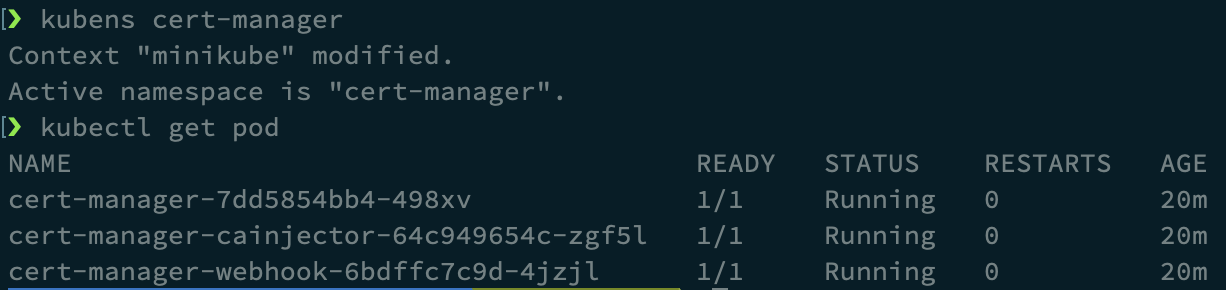 [❯ kubens cert-manager
Context "minikube" modified.
Active namespace is "cert-manager".
[❯ kubectl get pod
NAME READY STATUS RESTARTS AGE
cert-manager-7dd5854bb4-498xv 1/1 Running 0 20m
cert-manager-cainjector-64c949654c-zgf5l 1/1 Running 0 20m
cert-manager-webhook-6bdffc7c9d-4jzjl 1/1 Running 0 20m